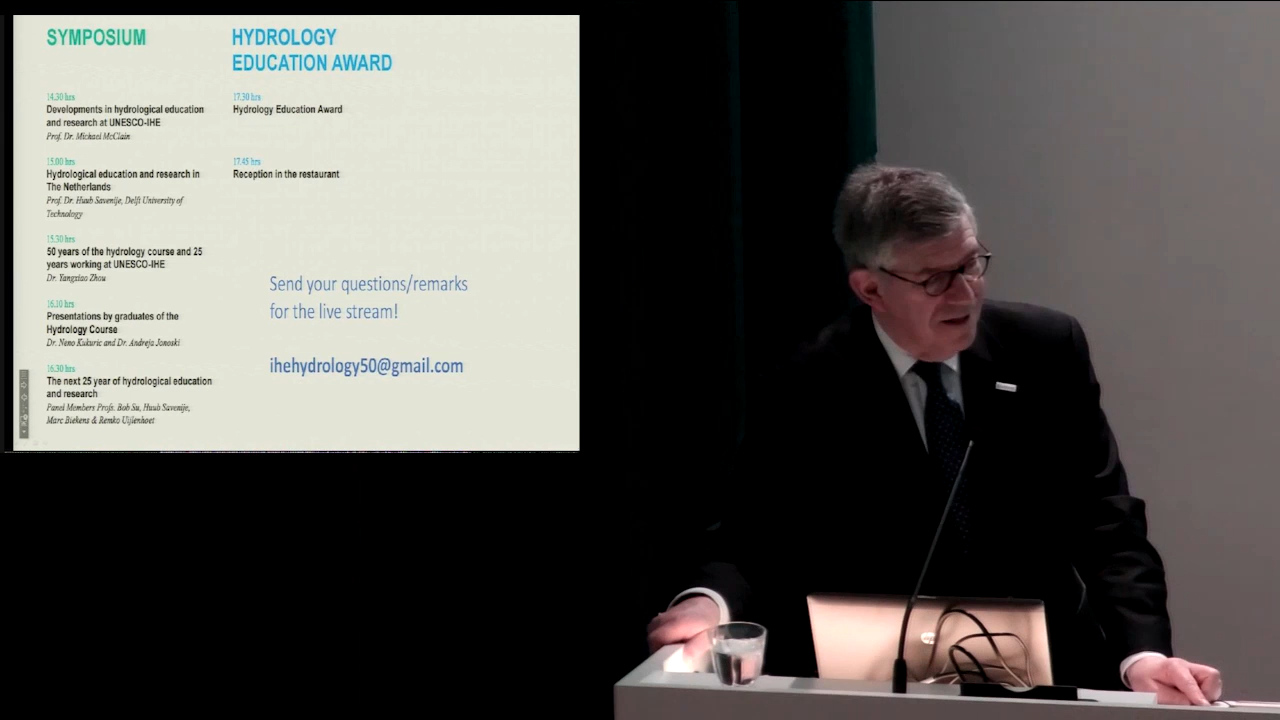 SYMPOSIUM
14.30 hrs
Developments in hydrological education
and research at UNESCO-IHE
Prof. Dr. Michael McClain
15.00 hrs
Hydrological education and research in
The Netherlands
Prof. Dr. Huub Savenije, Delft University of
Technology
15.30 hrs
50 years of the hydrology course and 25
years working at UNESCO-IHE
Dr. Yangxiao Zhou
16.10 hrs
Presentations by graduates of the
Hydrology Course
Dr. Neno Kukuric and Dr. Andreja Jonoski
16.30 hrs
The next 25 year of hydrological education
and research
Panel Members Profs. Bob Su, Huub Savenije,
Marc Biekens & Remko Uijlenhoet
HYDROLOGY
EDUCATION AWARD
17.30 hrs
Hydrology Education Award
17.45 hrs
Reception in the restaurant
Send your questions/remarks
for the live stream!
ihehydrology50@gmail.com
hp